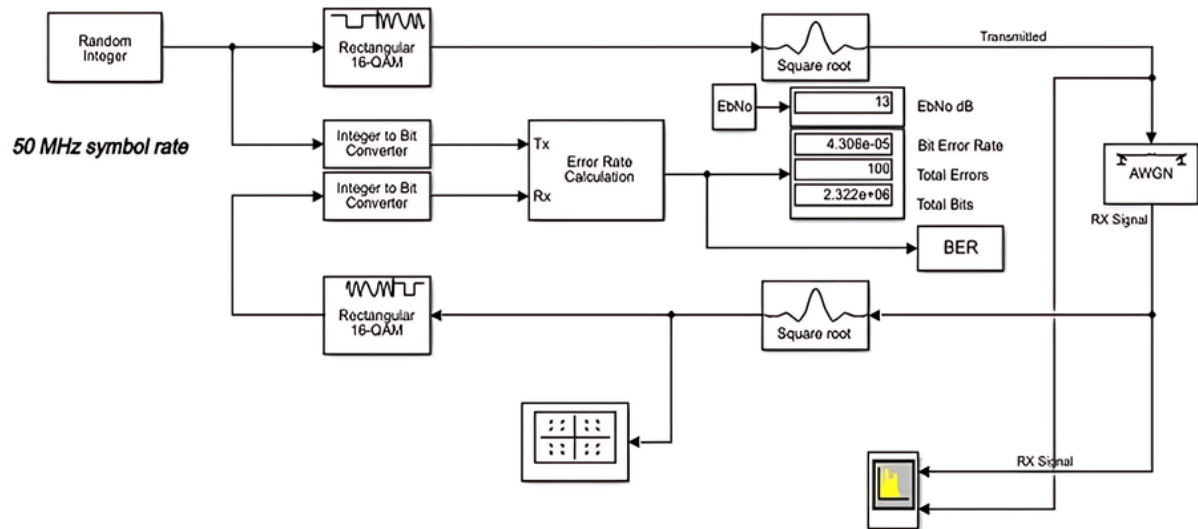 Random
Integer
Rectangular
16-QAM
Square root
Transmitted
50 MHz symbol rate
Integer to Bit
Converter
Integer to Bit
Converter
Tx
Rx
Error Rate
Calculation
EbNo
13
EbNo dB
4.306e-05
Bit Error Rate
100
Total Errors
2.322e+06
Total Bits
BER
AWGN
RX Signal
Rectangular
16-QAM
Square root
RX Signal